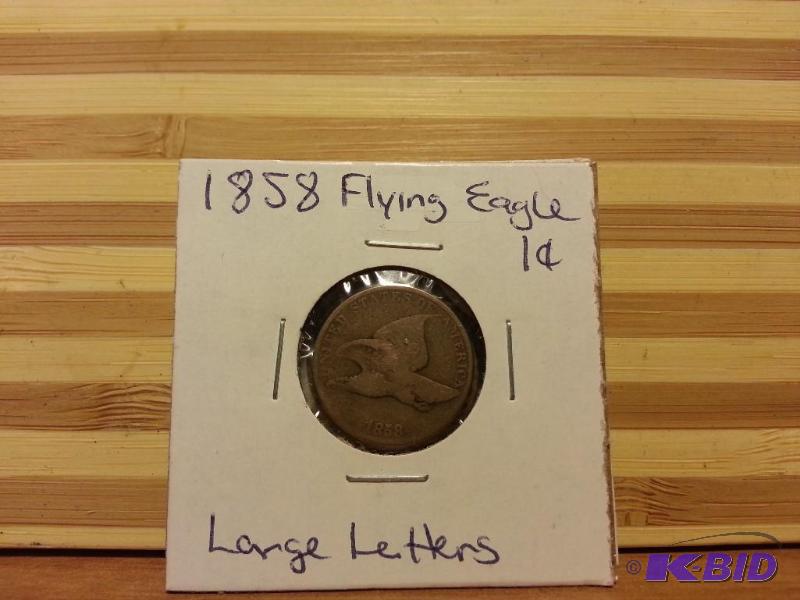 1858 Flying Eagle
1¢
UNITED STATES OF AMERICA
1858
Large Letters
© K-BID